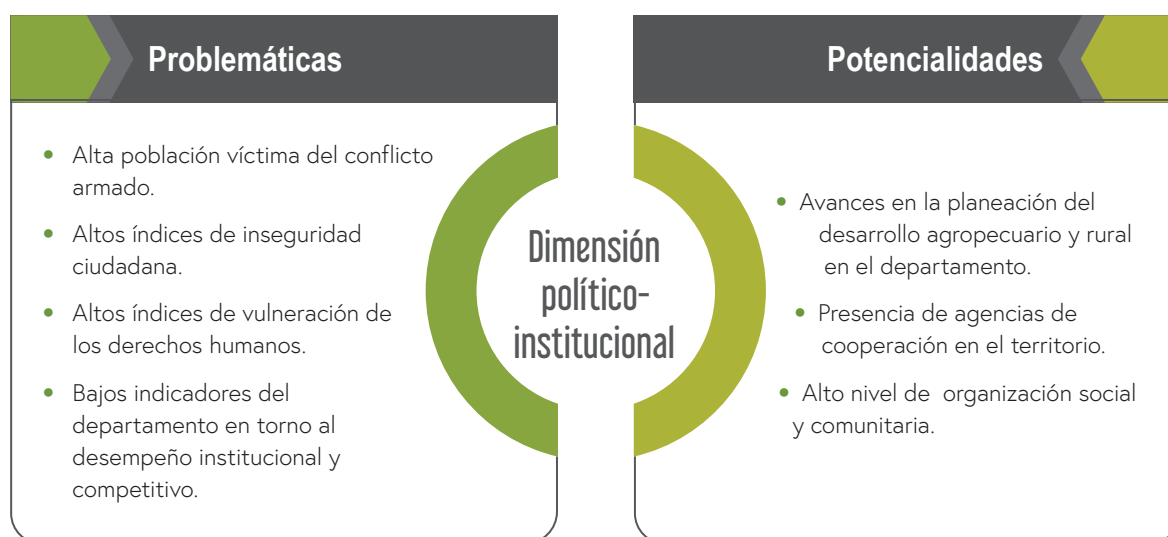 Problemáticas
• Alta población víctima del conflicto
armado.
• Altos índices de inseguridad
ciudadana.
• Altos índices de vulneración de
los derechos humanos.
• Bajos indicadores del
departamento en torno al
desempeño institucional y
competitivo.
Dimensión
político-
institucional
Potencialidades
• Avances en la planeación del
desarrollo agropecuario y rural
en el departamento.
• Presencia de agencias de
cooperación en el territorio.
• Alto nivel de organización social
y comunitaria.